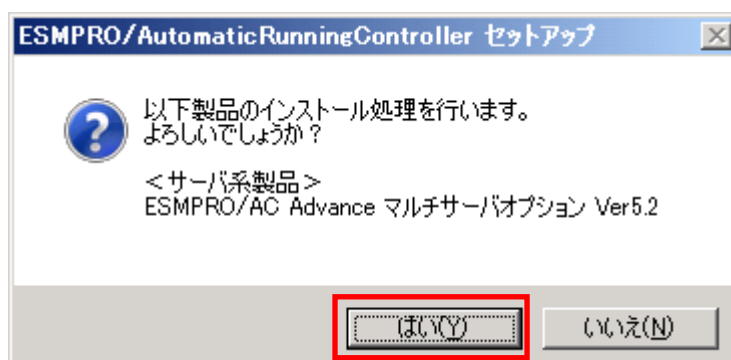 ESMPRO/AutomaticRunningController セットアップ
以下製品のインストール処理を行います。
よろしいでしょうか？
＜サーバ系製品＞
ESMPRO/AC Advance マルチサーバオプション Ver5.2
はい(Y)
いいえ(N)